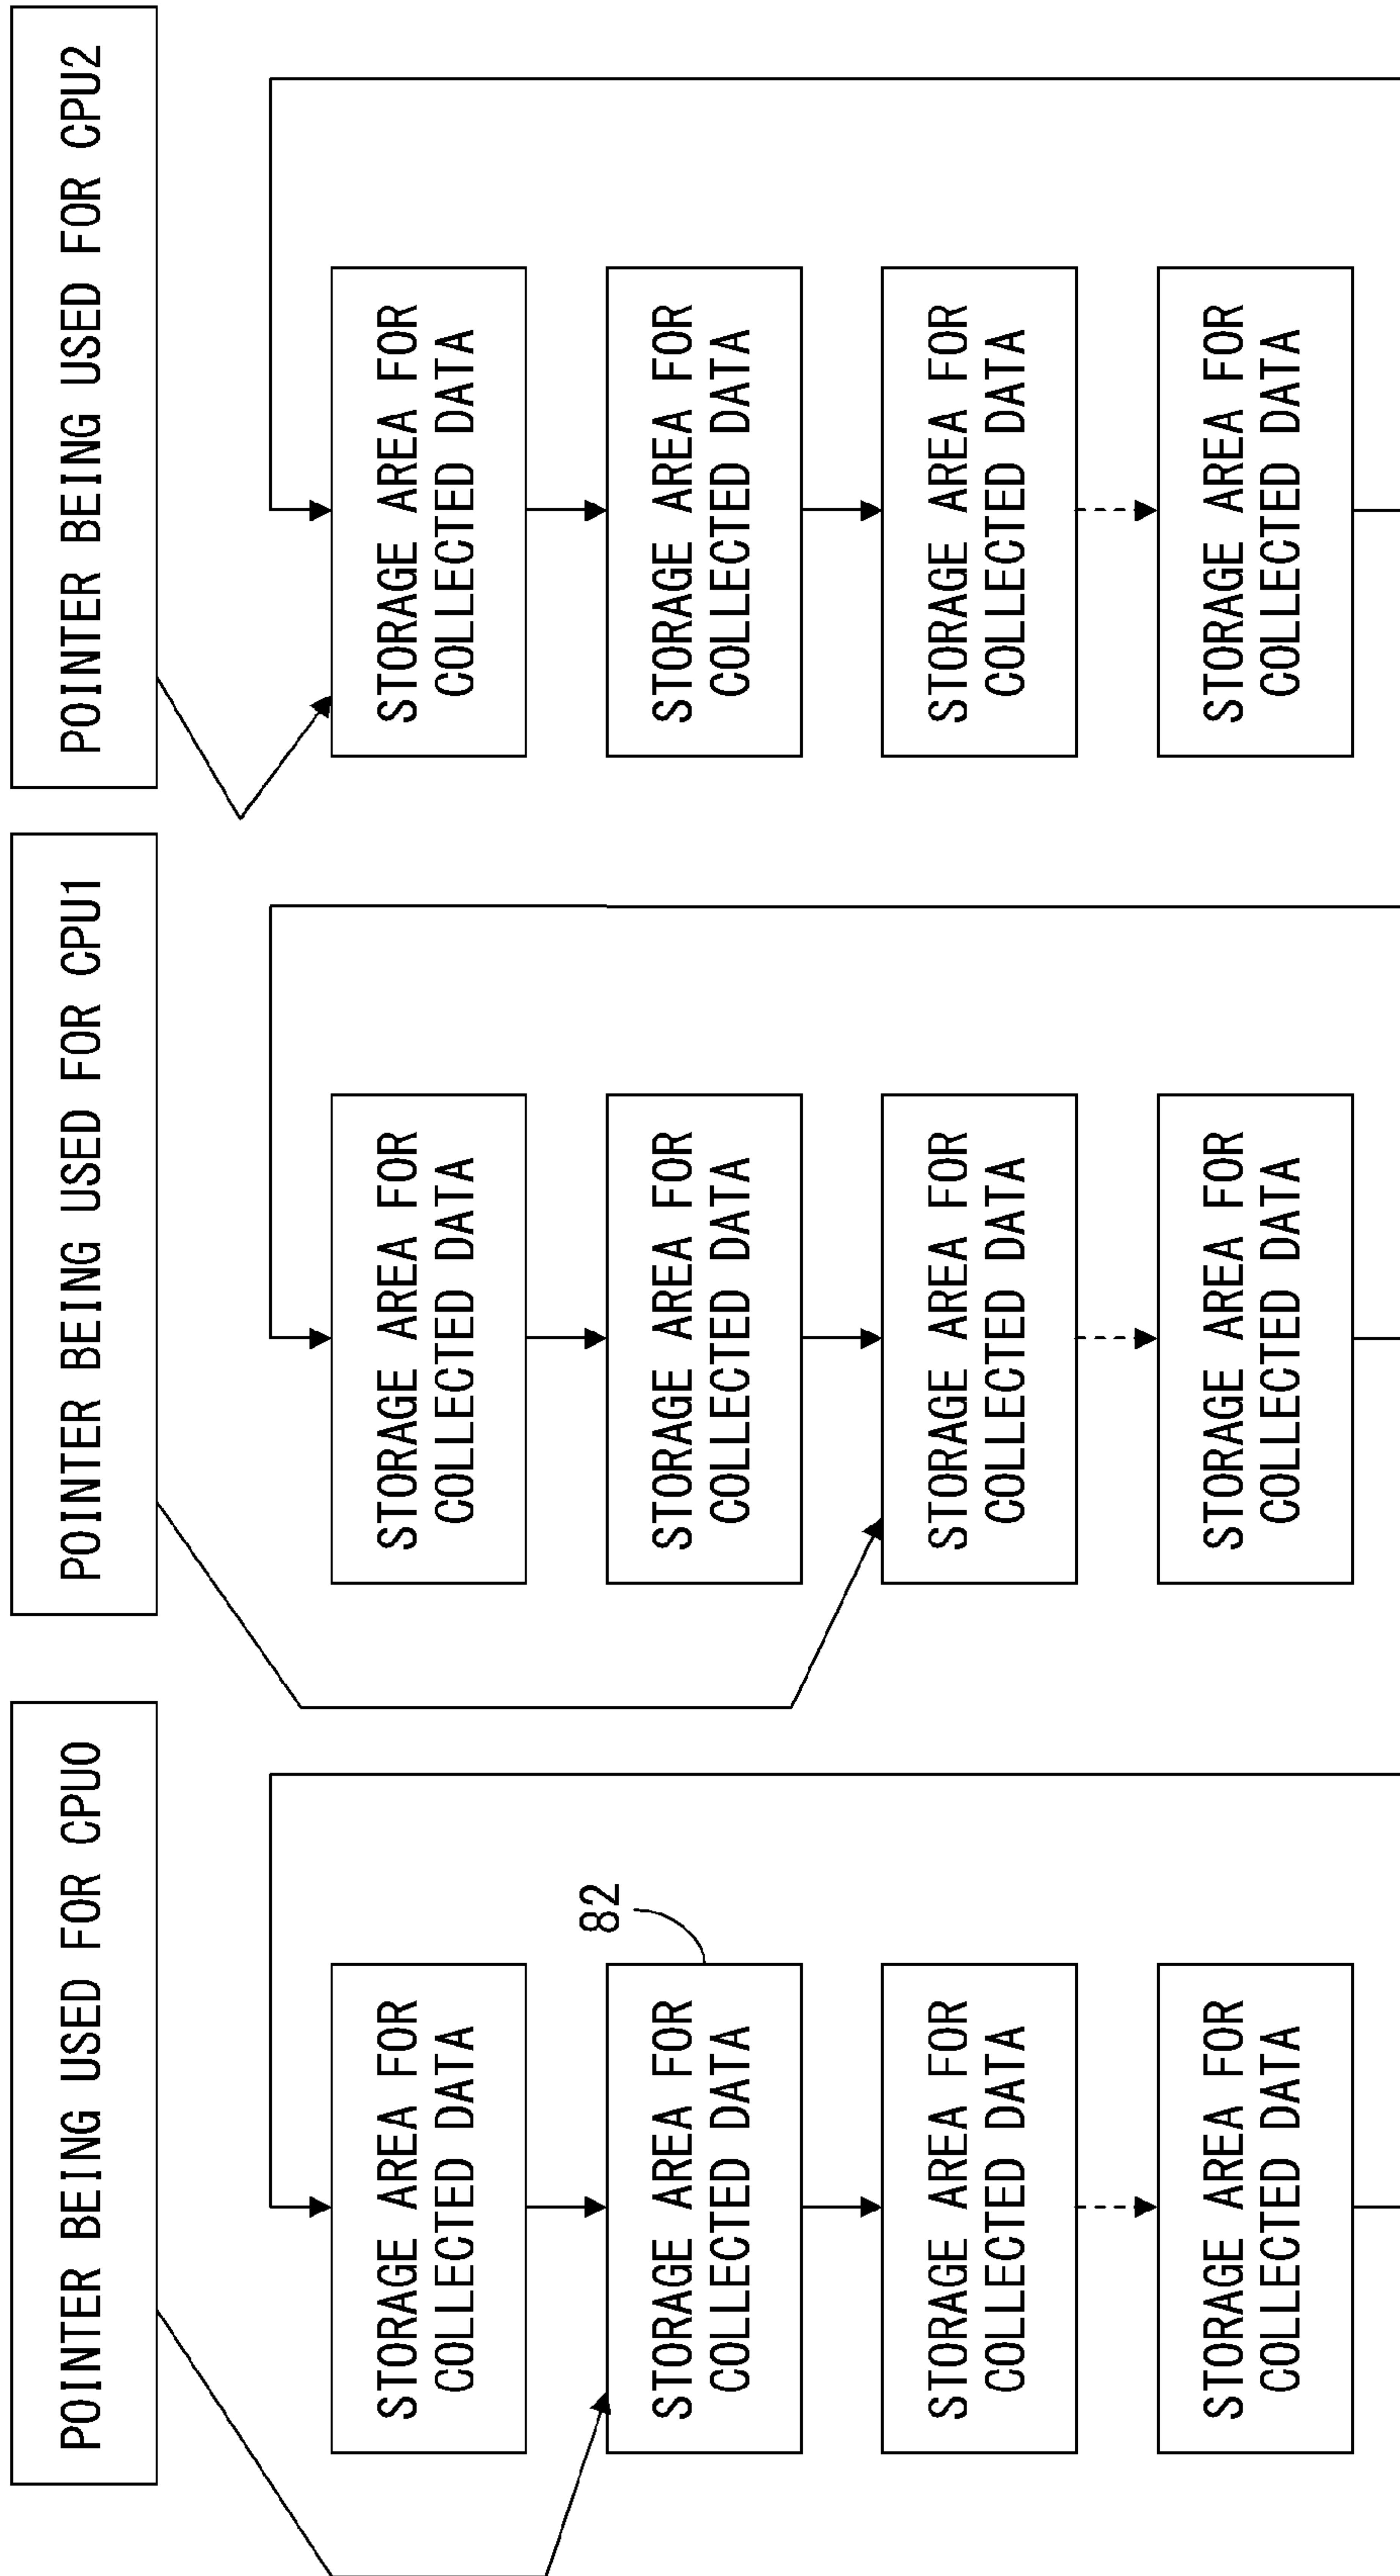 POINTER BEING USED FOR CPU0
STORAGE AREA FOR
COLLECTED DATA
82
STORAGE AREA FOR
COLLECTED DATA
STORAGE AREA FOR
COLLECTED DATA
STORAGE AREA FOR
COLLECTED DATA
POINTER BEING USED FOR CPU1
STORAGE AREA FOR
COLLECTED DATA
STORAGE AREA FOR
COLLECTED DATA
STORAGE AREA FOR
COLLECTED DATA
STORAGE AREA FOR
COLLECTED DATA
POINTER BEING USED FOR CPU2
STORAGE AREA FOR
COLLECTED DATA
STORAGE AREA FOR
COLLECTED DATA
STORAGE AREA FOR
COLLECTED DATA
STORAGE AREA FOR
COLLECTED DATA